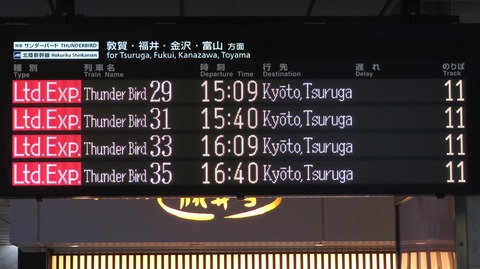 特急 サンダーバード THUNDERBIRD 敦賀・福井・金沢・富山 方面
北陸新幹線 Hokuriku Shinkansen for Tsuruga, Fukui, Kanazawa, Toyama
種別 列車名 時刻 行先 遅れ のりば
Type Train Name Departure Time Destination Delay Track
Ltd.Exp. Thunder Bird 29 15:09 Kyōto,Tsuruga 11
Ltd.Exp. Thunder Bird 31 15:40 Kyōto,Tsuruga 11
Ltd.Exp. Thunder Bird 33 16:09 Kyōto,Tsuruga 11
Ltd.Exp. Thunder Bird 35 16:40 Kyōto,Tsuruga 11